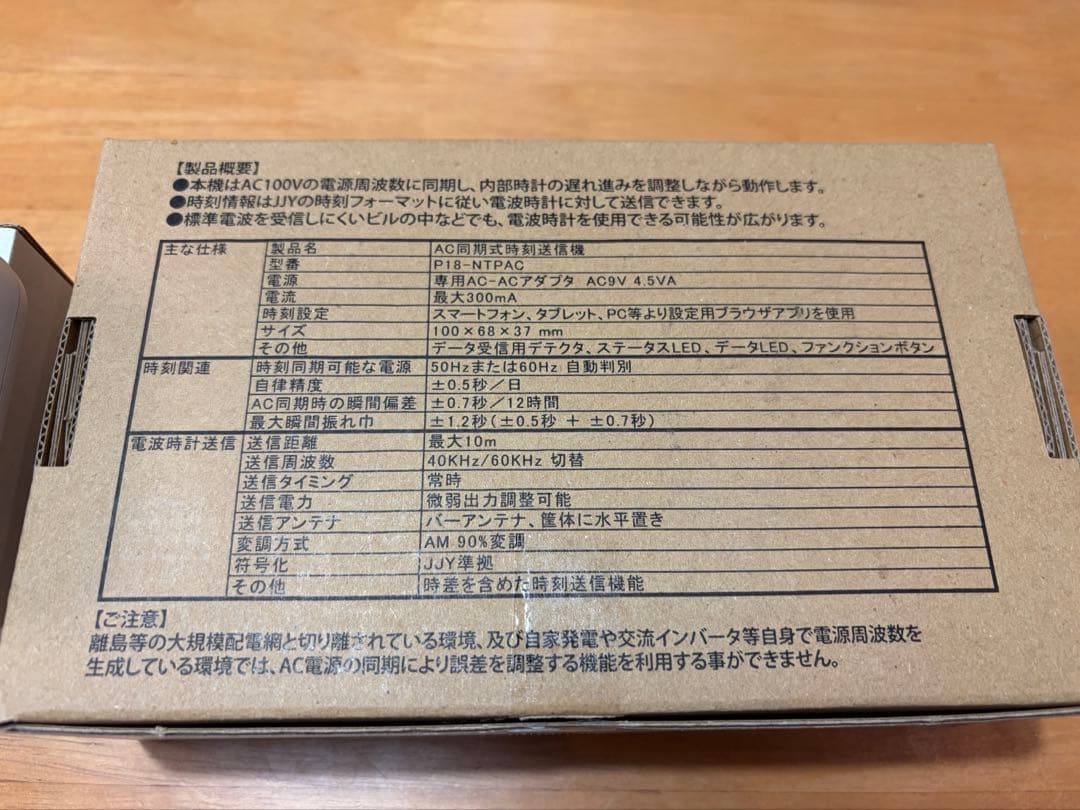 【製品概要】
●本機はAC100Vの電源周波数に同期し、内部時計の遅れ進みを調整しながら動作します。
●時刻情報はJJYの時刻フォーマットに従い電波時計に対して送信できます。
●標準電波を受信しにくいビルの中などでも、電波時計を使用できる可能性が広がります。
主な仕様 製品名 AC同期式時刻送信機
型番 P18-NTPAC
電源 専用AC-ACアダプタ AC9V 4.5VA
電流 最大300mA
時刻設定 スマートフォン、タブレット、PC等より設定用ブラウザアプリを使用
サイズ 100×68×37 mm
その他 データ受信用デテクタ、ステータスLED、データLED、ファンクションボタン
時刻関連 時刻同期可能な電源 50Hzまたは60Hz 自動判別
自律精度 ±0.5秒/日
AC同期時の瞬間偏差 ±0.7秒/12時間
最大瞬間振れ巾 ±1.2秒(±0.5秒 + ±0.7秒)
電波時計送信 送信距離 最大10m
送信周波数 40KHz/60KHz 切替
送信タイミング 常時
送信電力 微弱出力調整可能
送信アンテナ バーアンテナ、筐体に水平置き
変調方式 AM 90%変調
符号化 JJY準拠
その他 時差を含めた時刻送信機能
【ご注意】
離島等の大規模配電網と切り離されている環境、及び自家発電や交流インバータ等自身で電源周波数を
生成している環境では、AC電源の同期により誤差を調整する機能を利用する事ができません。